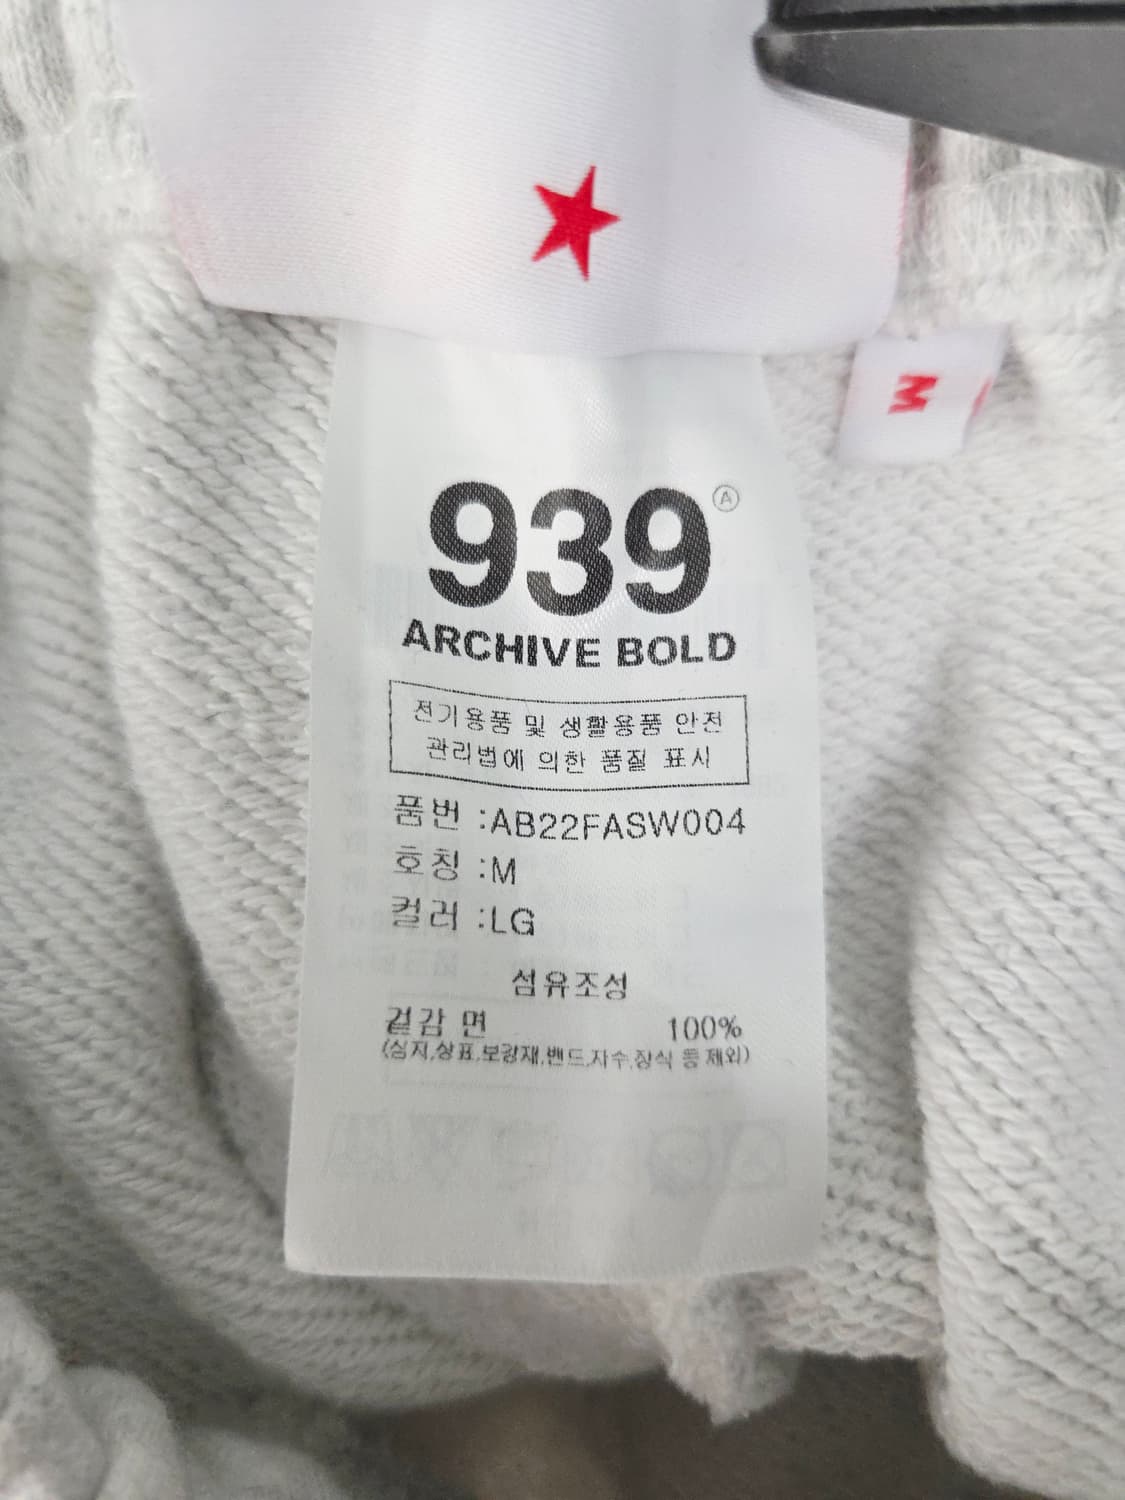 M
939 Ⓐ
ARCHIVE BOLD
전기용품 및 생활용품 안전
관리법에 의한 품질 표시
품번 :AB22FASW004
호칭 :M
컬러 :LG
섬유조성
겉감 면 100%
(심지,상표,보강재,밴드,자수,장식 등 제외)